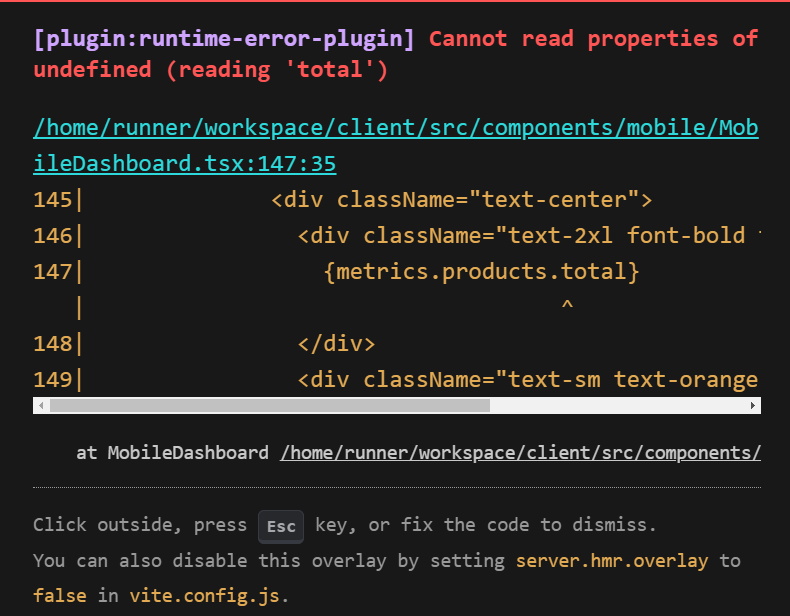 [plugin:runtime-error-plugin] Cannot read properties of
undefined (reading 'total')
/home/runner/workspace/client/src/components/mobile/Mob
ileDashboard.tsx:147:35
145|              <div className="text-center">
146|                <div className="text-2xl font-bold
147|                  {metrics.products.total}
   |                                    ^
148|                </div>
149|                <div className="text-sm text-orange
at MobileDashboard /home/runner/workspace/client/src/components/
Click outside, press Esc key, or fix the code to dismiss.
You can also disable this overlay by setting server.hmr.overlay to
false in vite.config.js.